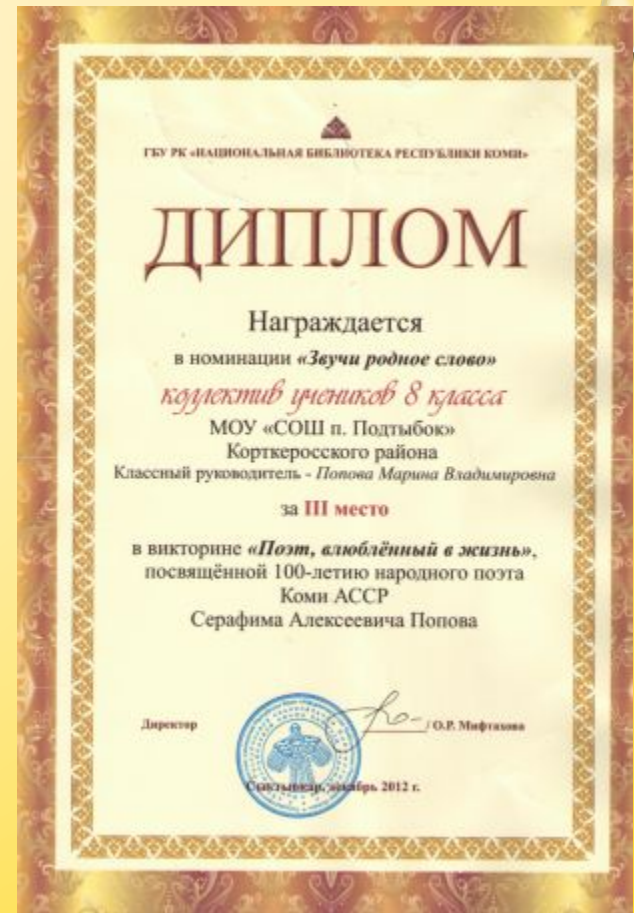 ГБУ РК «НАЦИОНАЛЬНАЯ БИБЛИОТЕКА РЕСПУБЛИКИ КОМИ»
ДИПЛОМ
Награждается
в номинации «Звучи родное слово»
коллектив учеников 8 класса
МОУ «СОШ п. Подтыбок»
Корткеросского района
Классный руководитель - Попова Марина Владимировна
за III место
в викторине «Поэт, влюблённый в жизнь»,
посвящённой 100-летию народного поэта
Коми АССР
Серафима Алексеевича Попова
Директор / О.Р. Мифтахова
Сыктывкар, декабрь 2012 г.